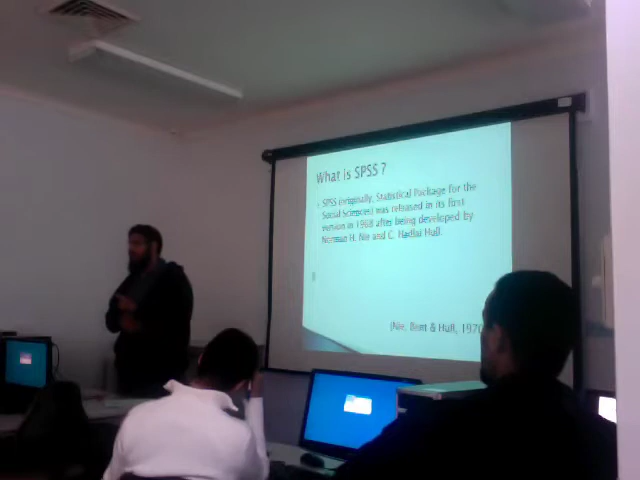 What is SPSS ?
SPSS (originally, Statistical Package for the
Social Sciences) was released in its first
version in 1968 after being developed by
Norman H. Nie and C. Hadlai Hull.
(Nie, Bent & Hull, 1970